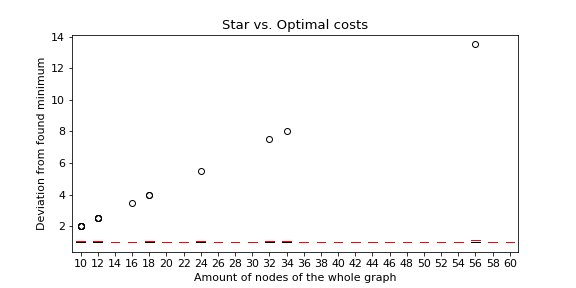 Star vs. Optimal costs
Deviation from found minimum
14
12
10
8
6
4
2
10 12 14 16 18 20 22 24 26 28 30 32 34 36 38 40 42 44 46 48 50 52 54 56 58 60
Amount of nodes of the whole graph